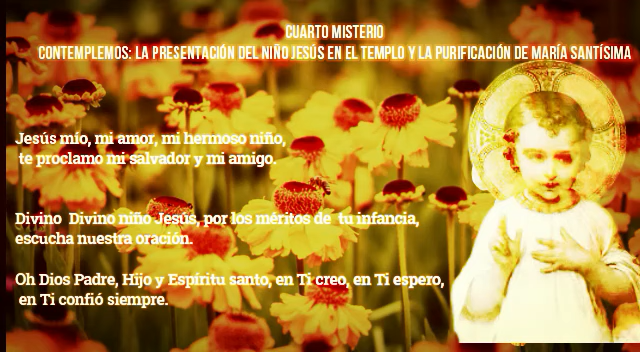 CUARTO MISTERIO
CONTEMPLEMOS: LA PRESENTACIÓN DEL NIÑO JESÚS EN EL TEMPLO Y LA PURIFICACIÓN DE MARÍA SANTÍSIMA
Jesús mío, mi amor, mi hermoso niño,
te proclamo mi salvador y mi amigo.
Divino Divino niño Jesús, por los méritos de tu infancia,
escucha nuestra oración.
Oh Dios Padre, Hijo y Espíritu santo, en Ti creo, en Ti espero,
en Ti confió siempre.